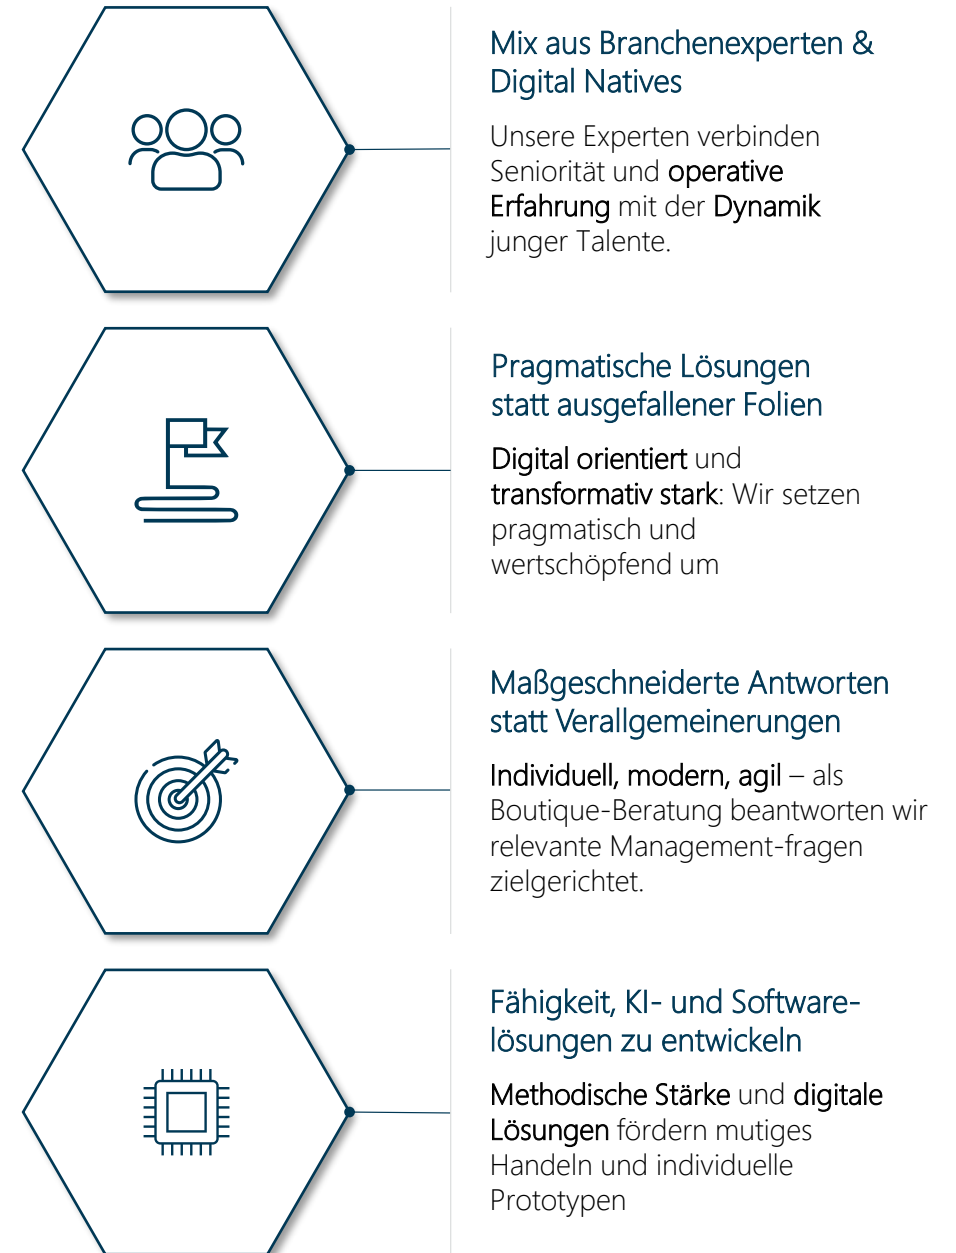 Mix aus Branchenexperten &
Digital Natives
Unsere Experten verbinden
Seniorität und operative
Erfahrung mit der Dynamik
junger Talente.
Pragmatische Lösungen
statt ausgefallener Folien
Digital orientiert und
transformativ stark: Wir setzen
pragmatisch und
wertschöpfend um
Maßgeschneiderte Antworten
statt Verallgemeinerungen
Individuell, modern, agil – als
Boutique-Beratung beantworten wir
relevante Management-fragen
zielgerichtet.
Fähigkeit, KI- und Software-
lösungen zu entwickeln
Methodische Stärke und digitale
Lösungen fördern mutiges
Handeln und individuelle
Prototypen